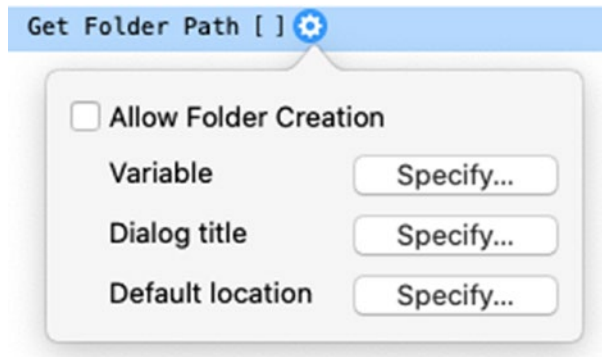 Get Folder Path [ ]
Allow Folder Creation
Variable Specify...
Dialog title Specify...
Default location Specify...